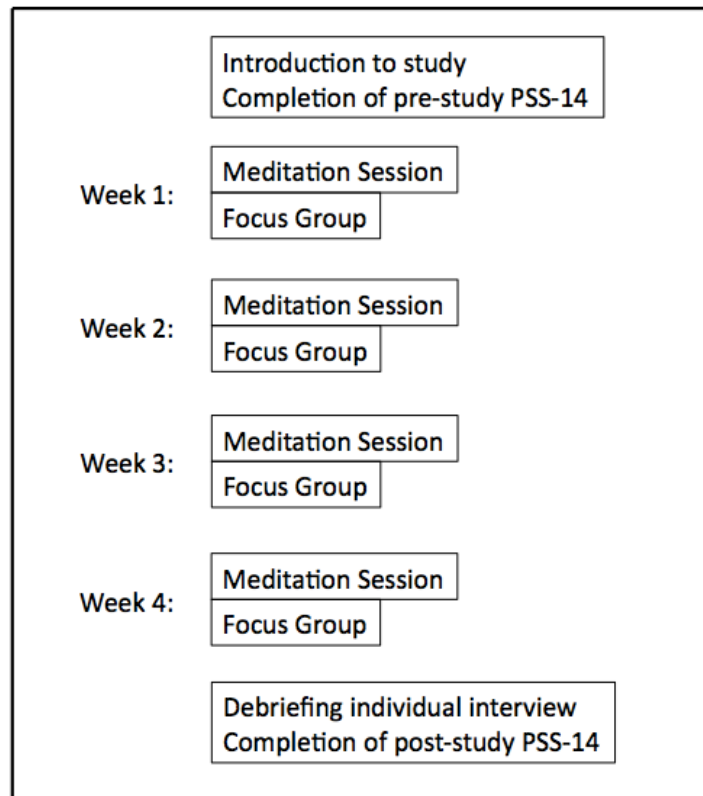 Introduction to study
Completion of pre-study PSS-14
Week 1:
Meditation Session
Focus Group
Week 2:
Meditation Session
Focus Group
Week 3:
Meditation Session
Focus Group
Week 4:
Meditation Session
Focus Group
Debriefing individual interview
Completion of post-study PSS-14